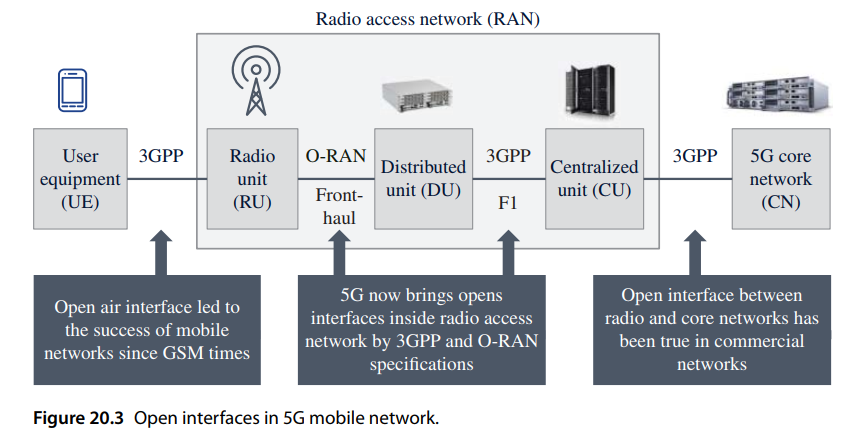 Radio access network (RAN)
User
equipment
(UE)
3GPP
Radio
unit
(RU)
O-RAN
Front-
haul
Distributed
unit (DU)
3GPP
F1
Centralized
unit (CU)
3GPP
5G core
network
(CN)
Open air interface led to
the success of mobile
networks since GSM times
5G now brings opens
interfaces inside radio access
network by 3GPP and O-RAN
specifications
Open interface between
radio and core networks has
been true in commercial
networks
Figure 20.3 Open interfaces in 5G mobile network.